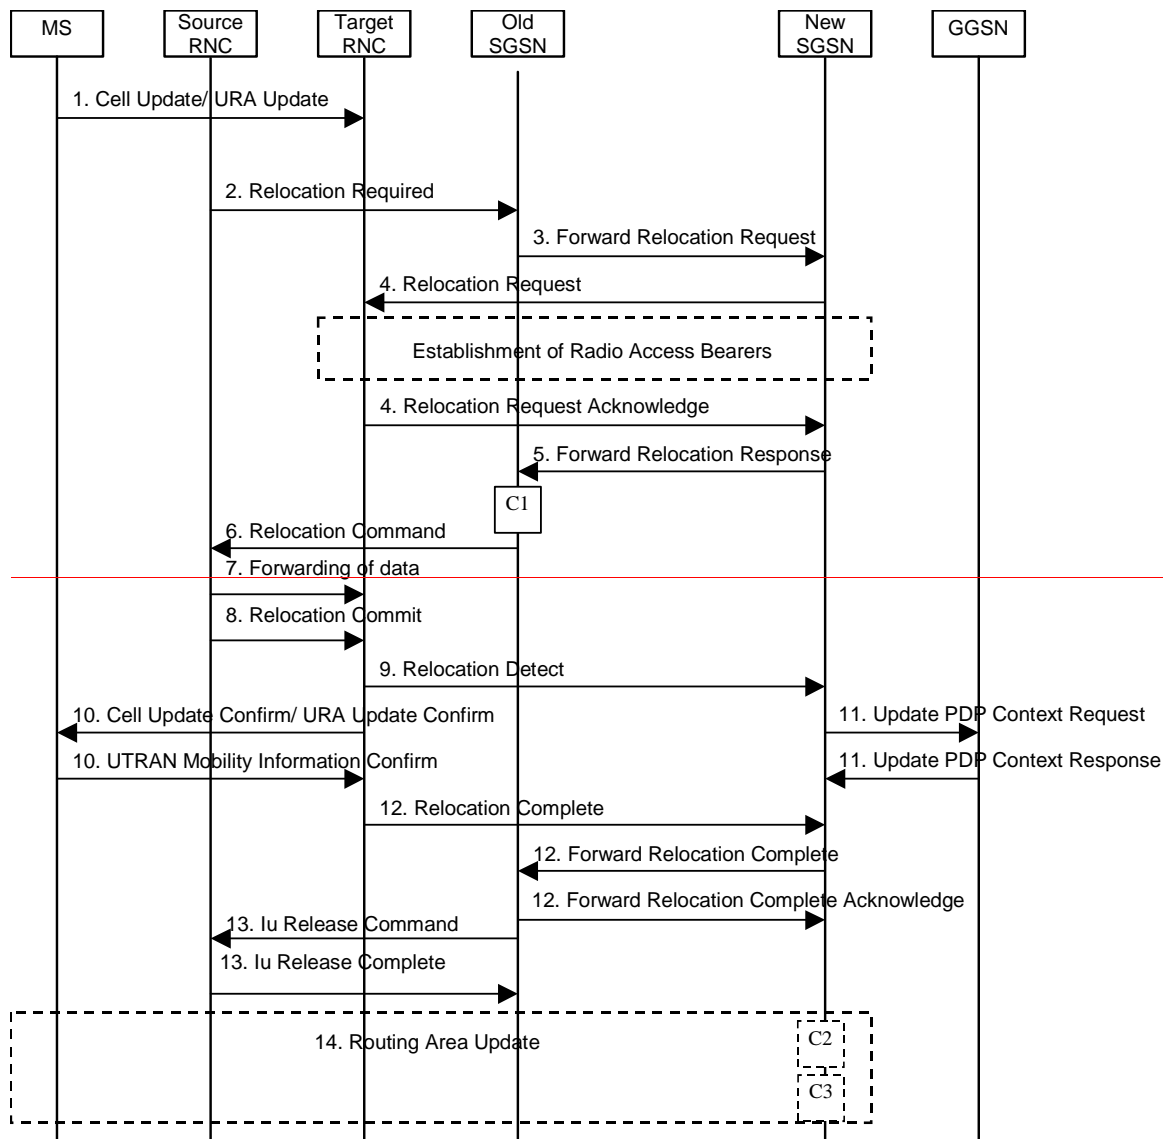 MS
Source
RNC
Target
RNC
Old
SGSN
New
SGSN
GGSN
1. Cell Update/ URA Update
2. Relocation Required
3. Forward Relocation Request
4. Relocation Request
Establishment of Radio Access Bearers
4. Relocation Request Acknowledge
5. Forward Relocation Response
C1
6. Relocation Command
7. Forwarding of data
8. Relocation Commit
9. Relocation Detect
10. Cell Update Confirm/ URA Update Confirm
11. Update PDP Context Request
10. UTRAN Mobility Information Confirm
11. Update PDP Context Response
12. Relocation Complete
12. Forward Relocation Complete
12. Forward Relocation Complete Acknowledge
13. Iu Release Command
13. Iu Release Complete
14. Routing Area Update
C2
C3